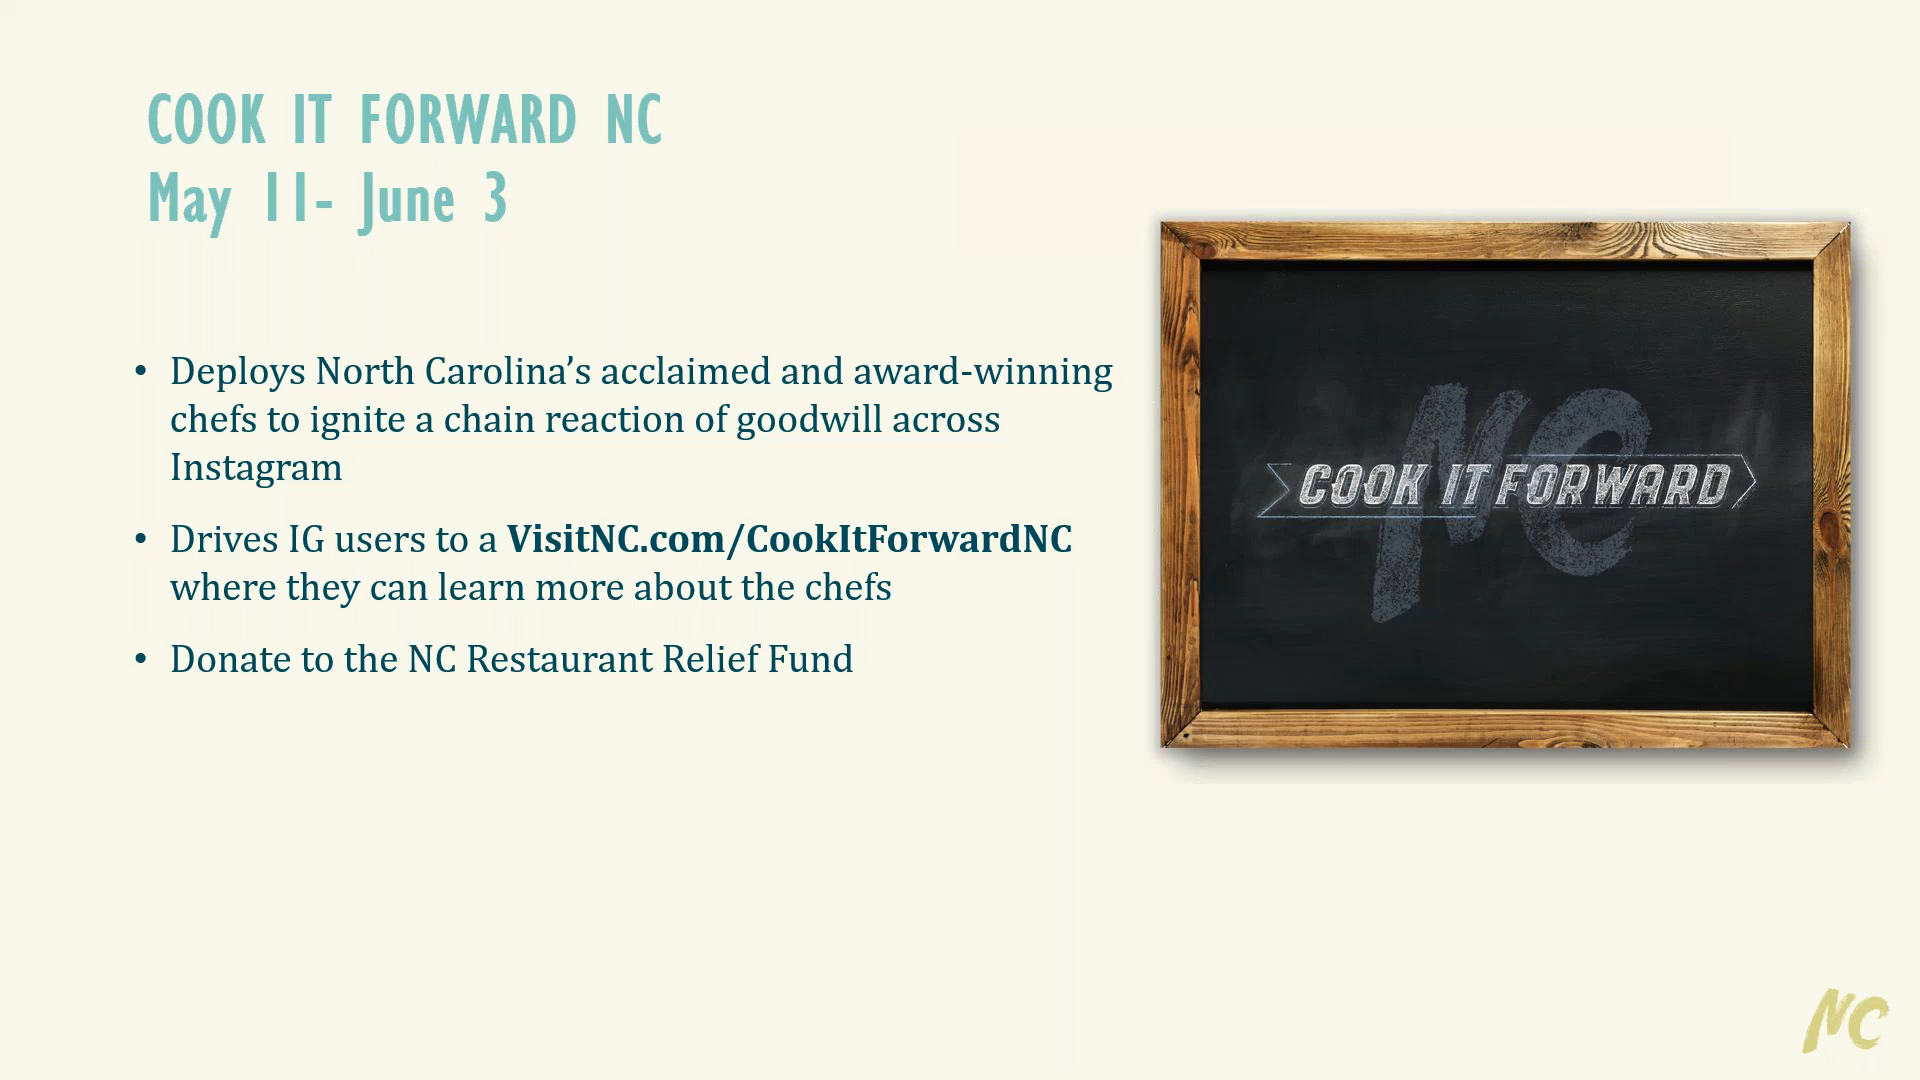 COOK IT FORWARD NC
May 11- June 3
• Deploys North Carolina’s acclaimed and award-winning
chefs to ignite a chain reaction of goodwill across
Instagram
• Drives IG users to a VisitNC.com/CookItForwardNC
where they can learn more about the chefs
• Donate to the NC Restaurant Relief Fund
NC
COOK IT FORWARD
NC